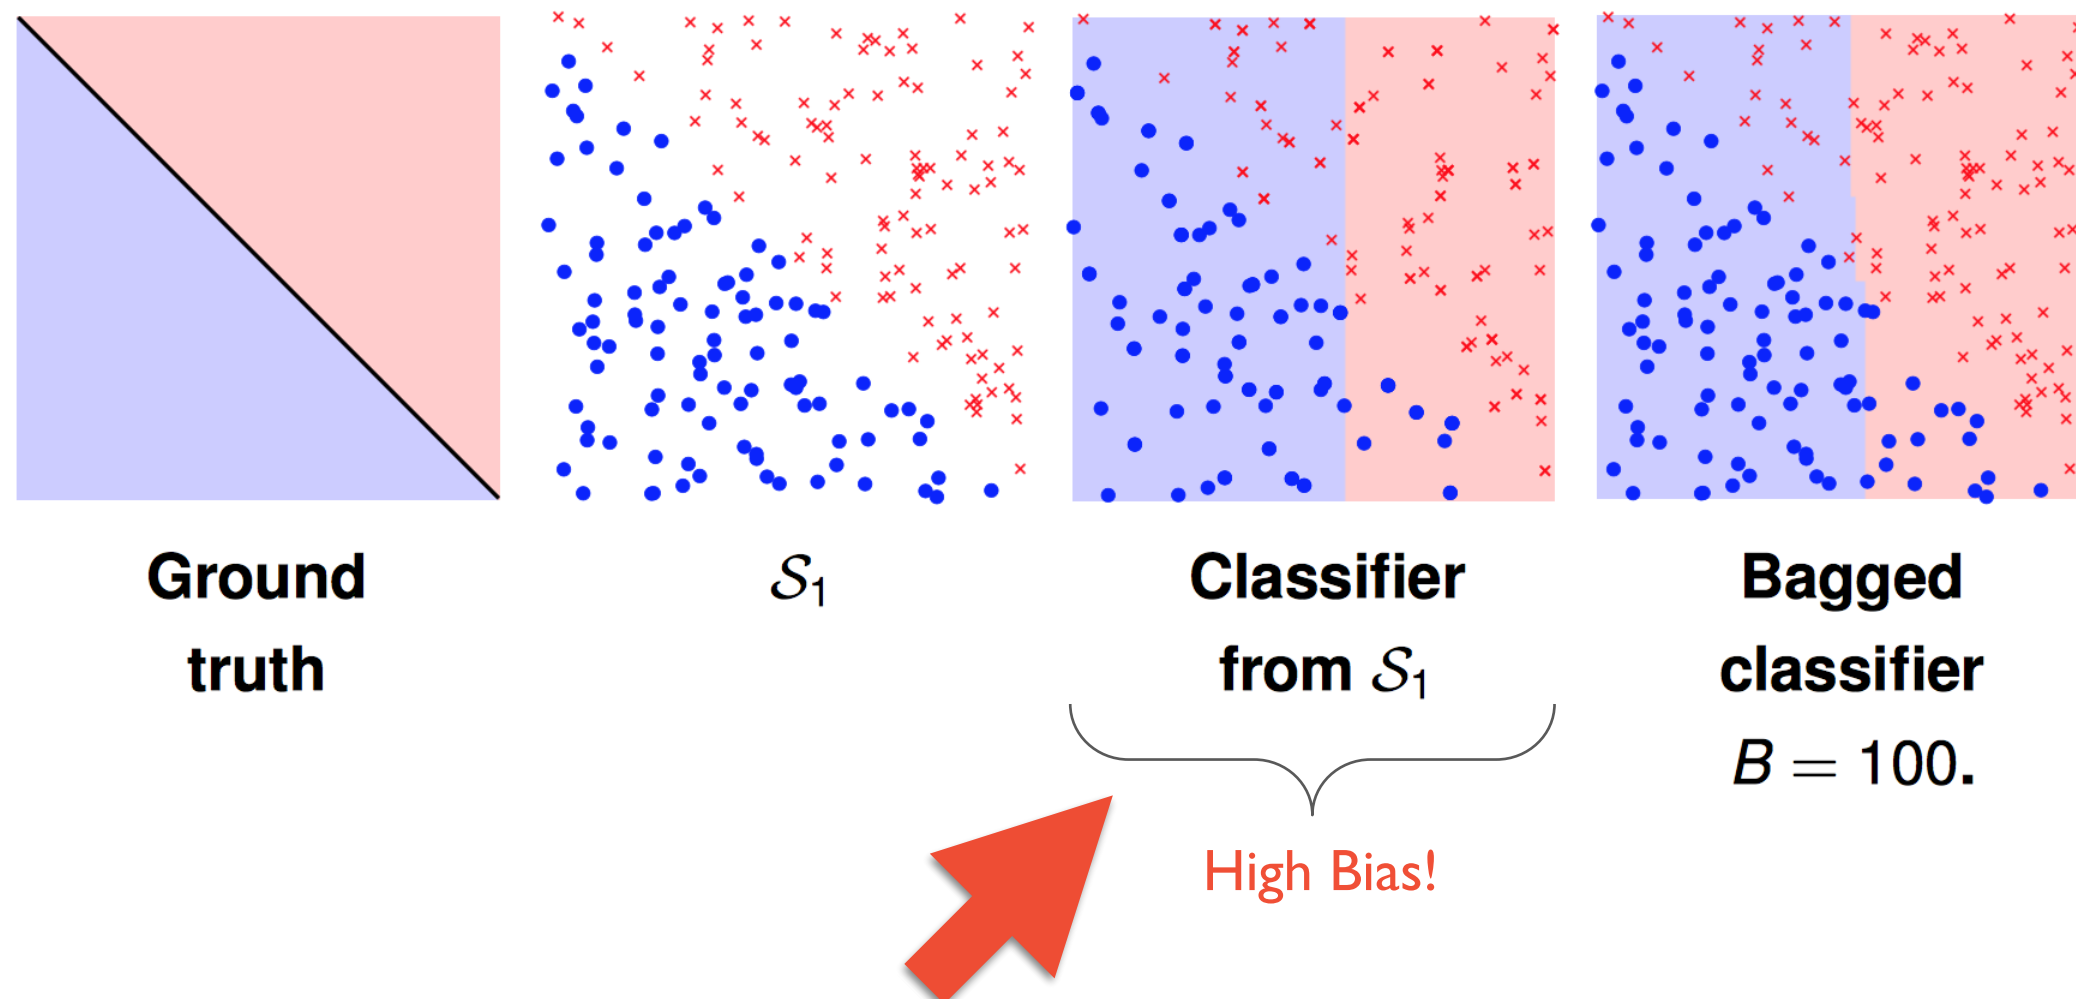 Ground
truth
𝒮₁
Classifier
from 𝒮₁
Bagged
classifier
B = 100.
High Bias!